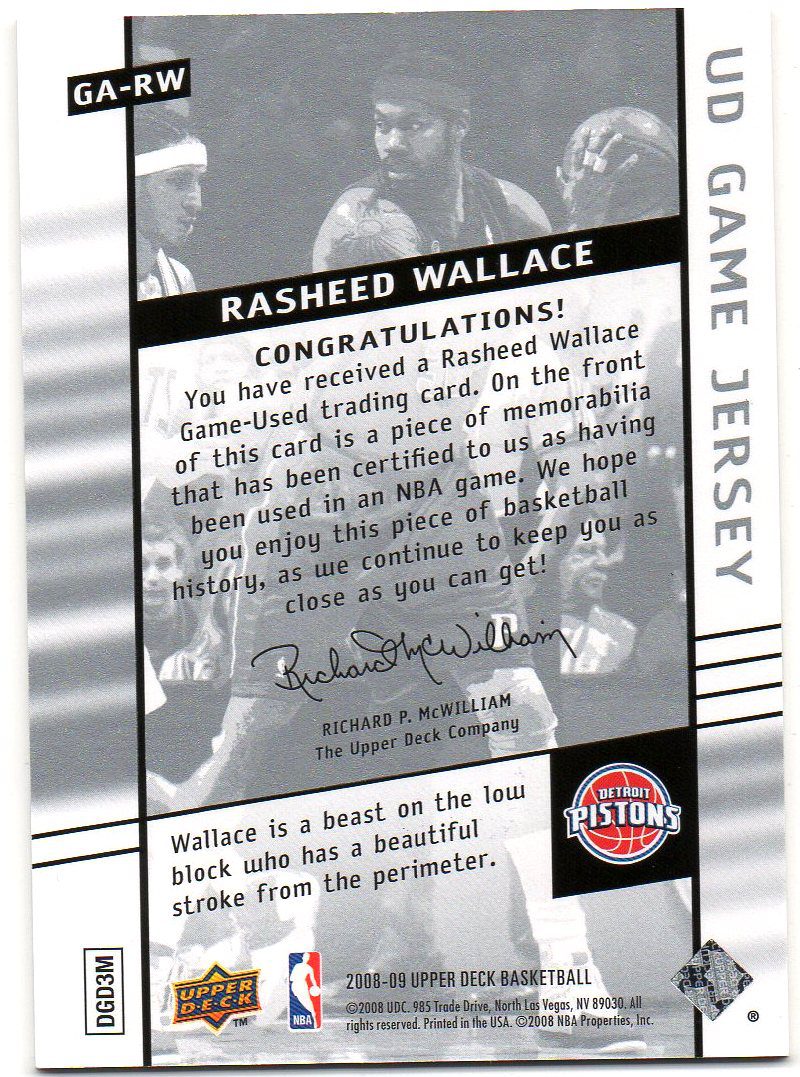 GA-RW
UD GAME JERSEY
RASHEED WALLACE
CONGRATULATIONS!
You have received a Rasheed Wallace
Game-Used trading card. On the front
of this card is a piece of memorabilia
that has been certified to us as having
been used in an NBA game. We hope
you enjoy this piece of basketball
history, as we continue to keep you as
close as you can get!
Richard McWilliam
RICHARD P. McWILLIAM
The Upper Deck Company
Wallace is a beast on the low
block who has a beautiful
stroke from the perimeter.
DETROIT
PISTONS
DGD3M
UPPER
DECK
TM
NBA
2008-09 UPPER DECK BASKETBALL
©2008 UDC. 985 Trade Drive, North Las Vegas, NV 89030. All
rights reserved. Printed in the USA. ©2008 NBA Properties, Inc.
®